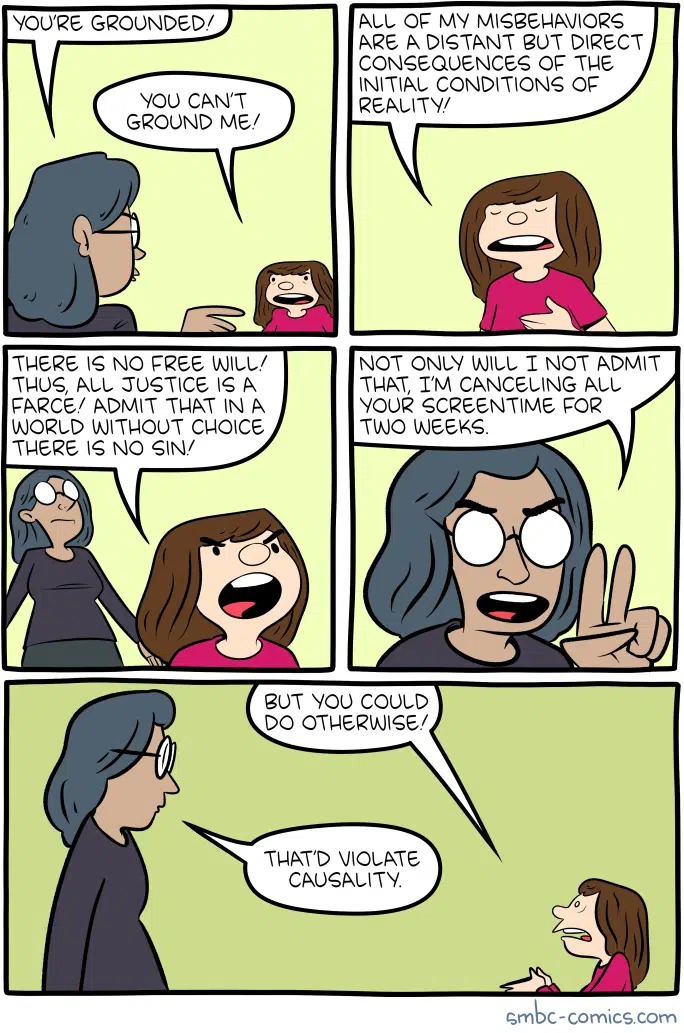 YOU'RE GROUNDED!
YOU CAN'T
GROUND ME!
ALL OF MY MISBEHAVIORS
ARE A DISTANT BUT DIRECT
CONSEQUENCES OF THE
INITIAL CONDITIONS OF
REALITY!
THERE IS NO FREE WILL!
THUS, ALL JUSTICE IS A
FARCE! ADMIT THAT IN A
WORLD WITHOUT CHOICE
THERE IS NO SIN!
NOT ONLY WILL I NOT ADMIT
THAT, I'M CANCELING ALL
YOUR SCREENTIME FOR
TWO WEEKS.
BUT YOU COULD
DO OTHERWISE!
THAT'D VIOLATE
CAUSALITY.
smbc-comics.com